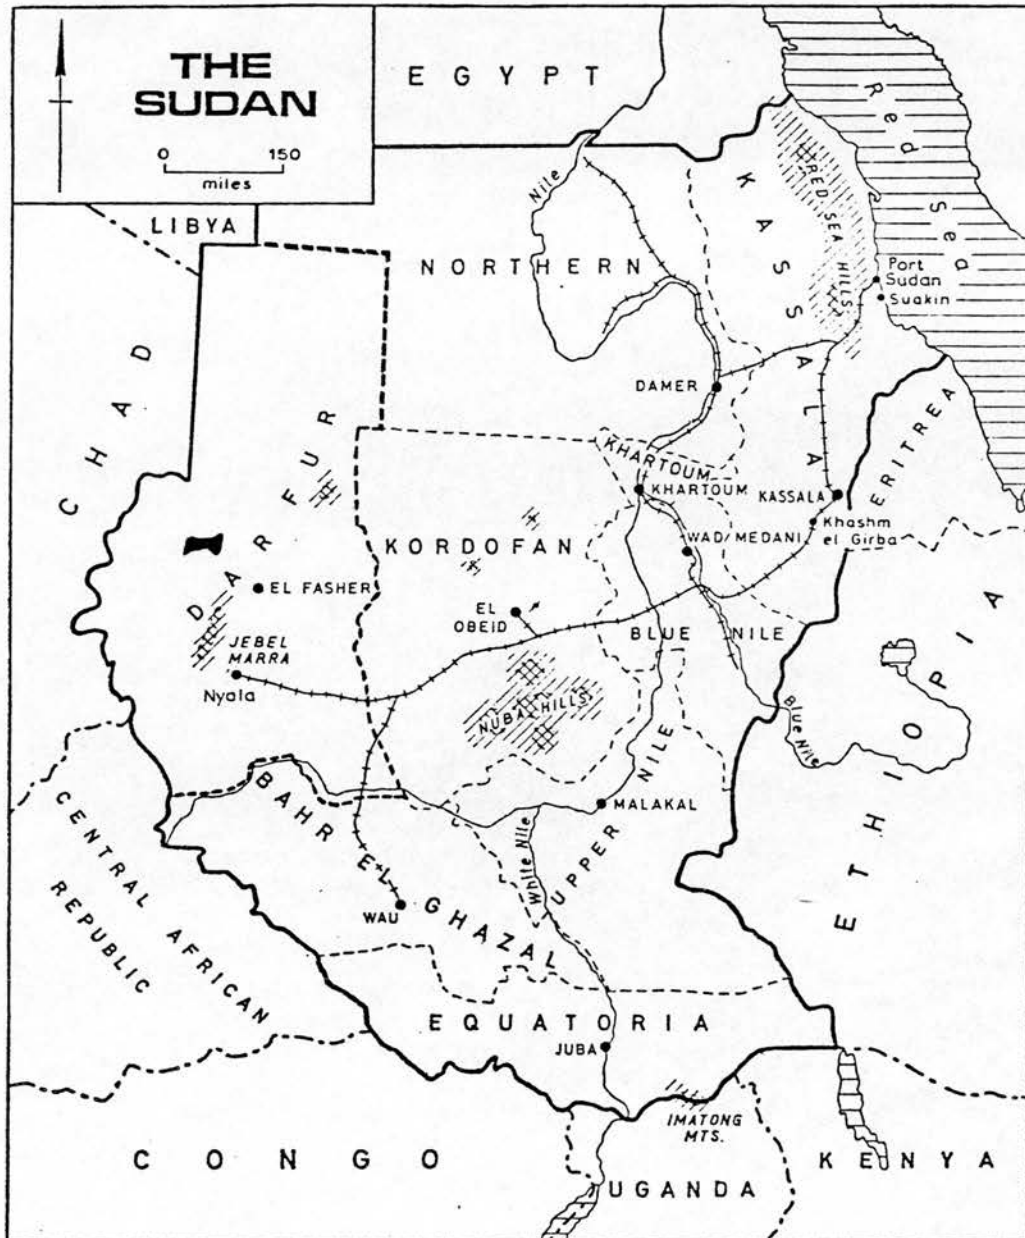 THE
SUDAN
0 150
miles
EGYPT
Red Sea
LIBYA
Nile
RED SEA HILLS
KASSALA
NORTHERN
Port
Sudan
Suakin
CHAD
DAMER
ERITREA
DARFUR
KHARTOUM
KHARTOUM
KASSALA
Khashm
el Girba
KORDOFAN
WAD/MEDANI
EL FASHER
EL
OBEID
BLUE NILE
JEBEL
MARRA
Nyala
NUBA HILLS
Blue Nile
ETHIOPIA
BAHR EL GHAZAL
MALAKAL
UPPER NILE
White Nile
WAU
CENTRAL AFRICAN
REPUBLIC
EQUATORIA
JUBA
IMATONG
MTS.
CONGO
UGANDA
KENYA